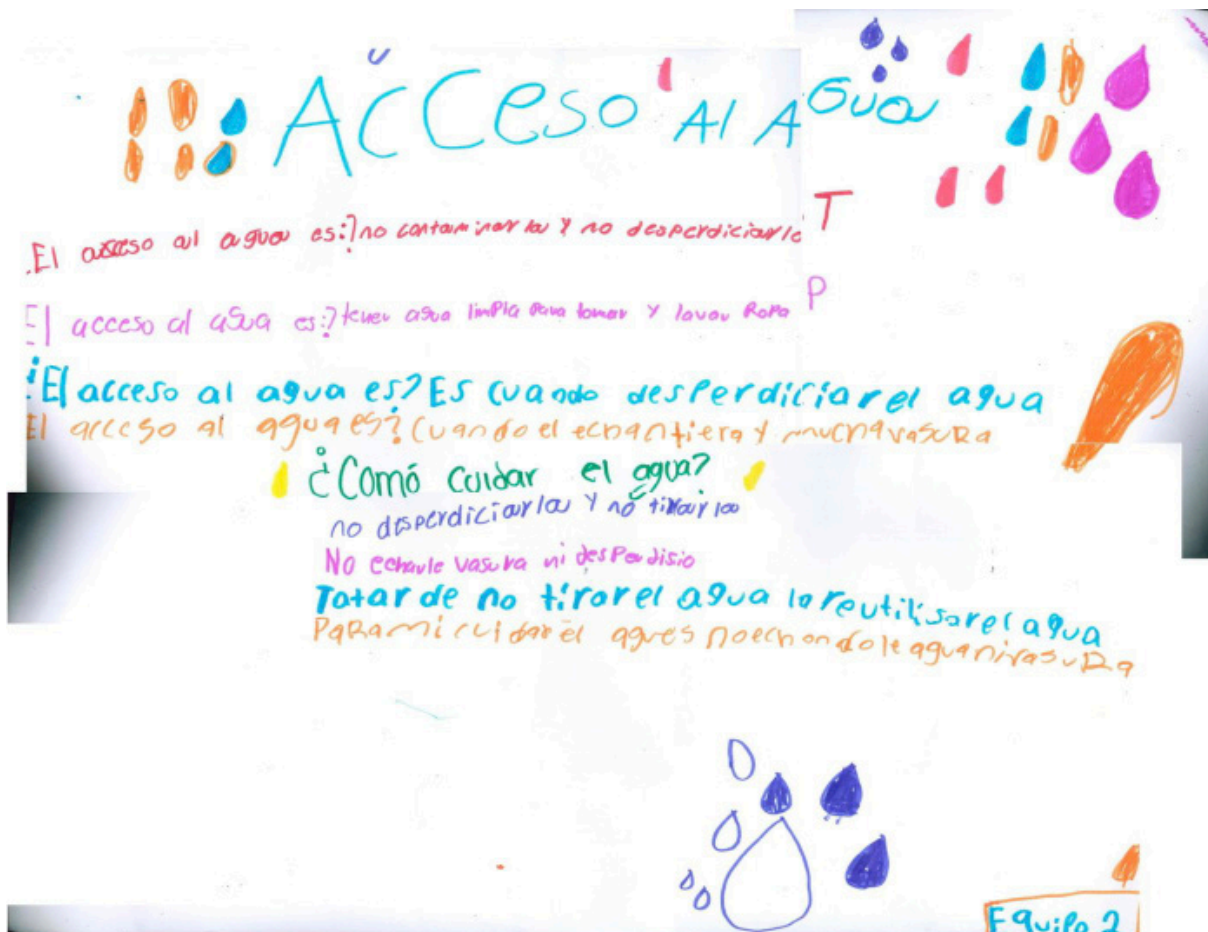 ACCeso Al AGua
.El acceso al agua es:? no contaminarla y no desperdiciarla T
El acceso al agua es:? tener agua limpla para tomar y lavar Ropa P
¿El acceso al agua es? Es cuando desperdiciar el agua
El acceso al agua es? Cuando el echan tiera y mucha vasuRa
¿Comó cuidar el agua?
no desperdiciarla y no tirarla
No echarle vasura ni desperdisio
Tatar de no tirar el agua la reutilisar el agua
PaRa mi cuidar el agu es no echandole agua ni vasuRa
Equipo 2